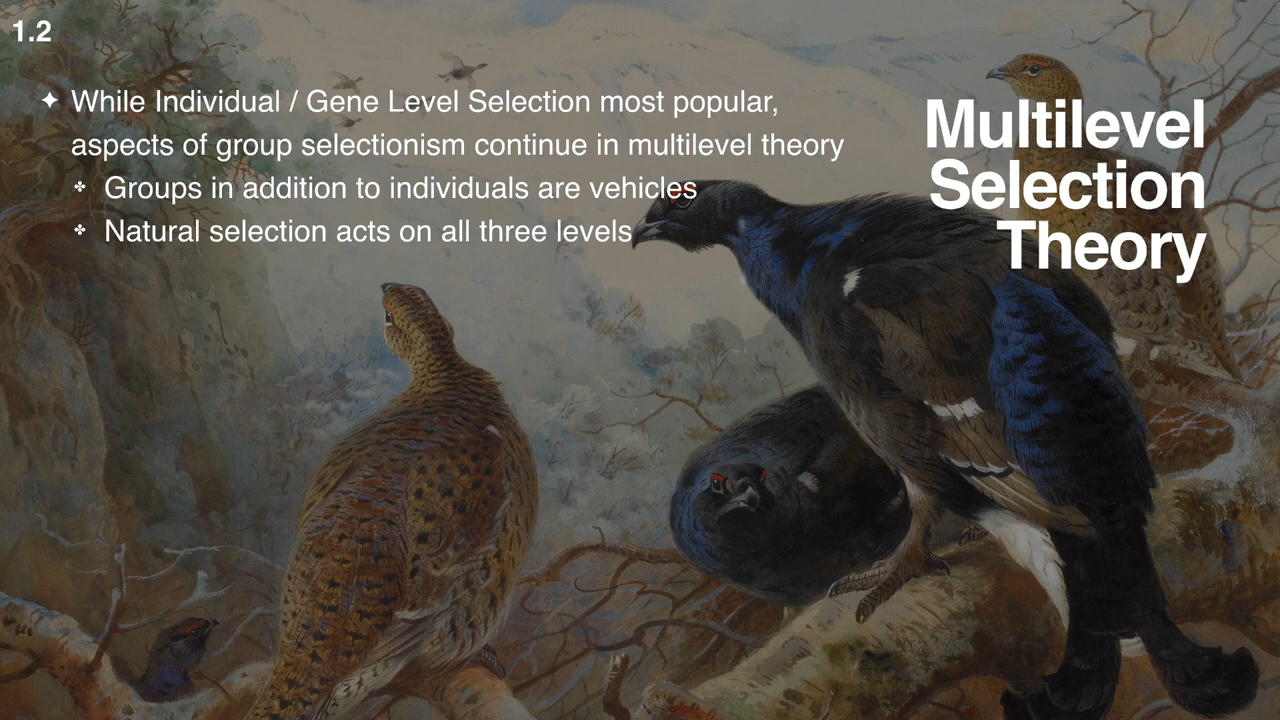 1.2
✦ While Individual / Gene Level Selection most popular,
aspects of group selectionism continue in multilevel theory
❖ Groups in addition to individuals are vehicles
❖ Natural selection acts on all three levels
Multilevel
Selection
Theory